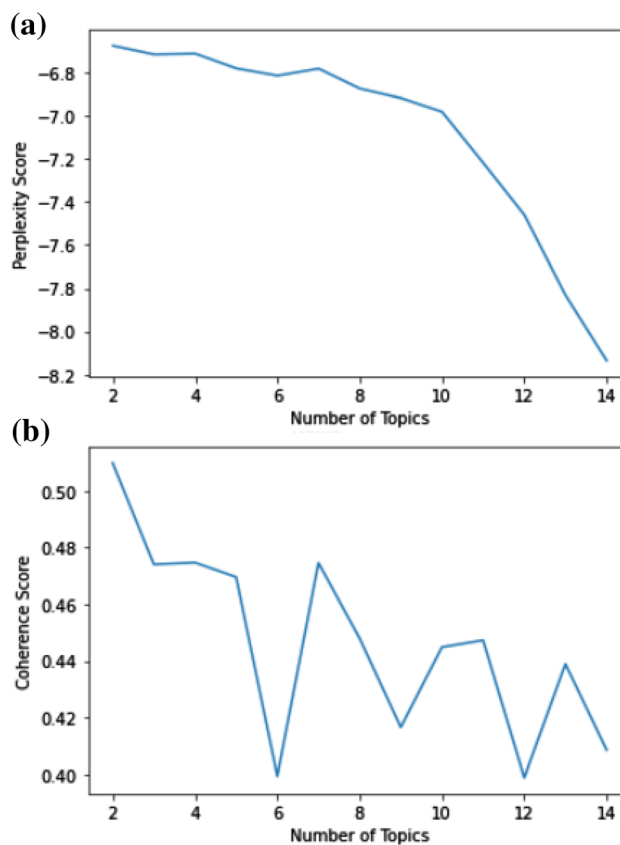 (a)
Perplexity Score
−6.8
−7.0
−7.2
−7.4
−7.6
−7.8
−8.0
−8.2
2 4 6 8 10 12 14
Number of Topics
(b)
Coherence Score
0.50
0.48
0.46
0.44
0.42
0.40
2 4 6 8 10 12 14
Number of Topics